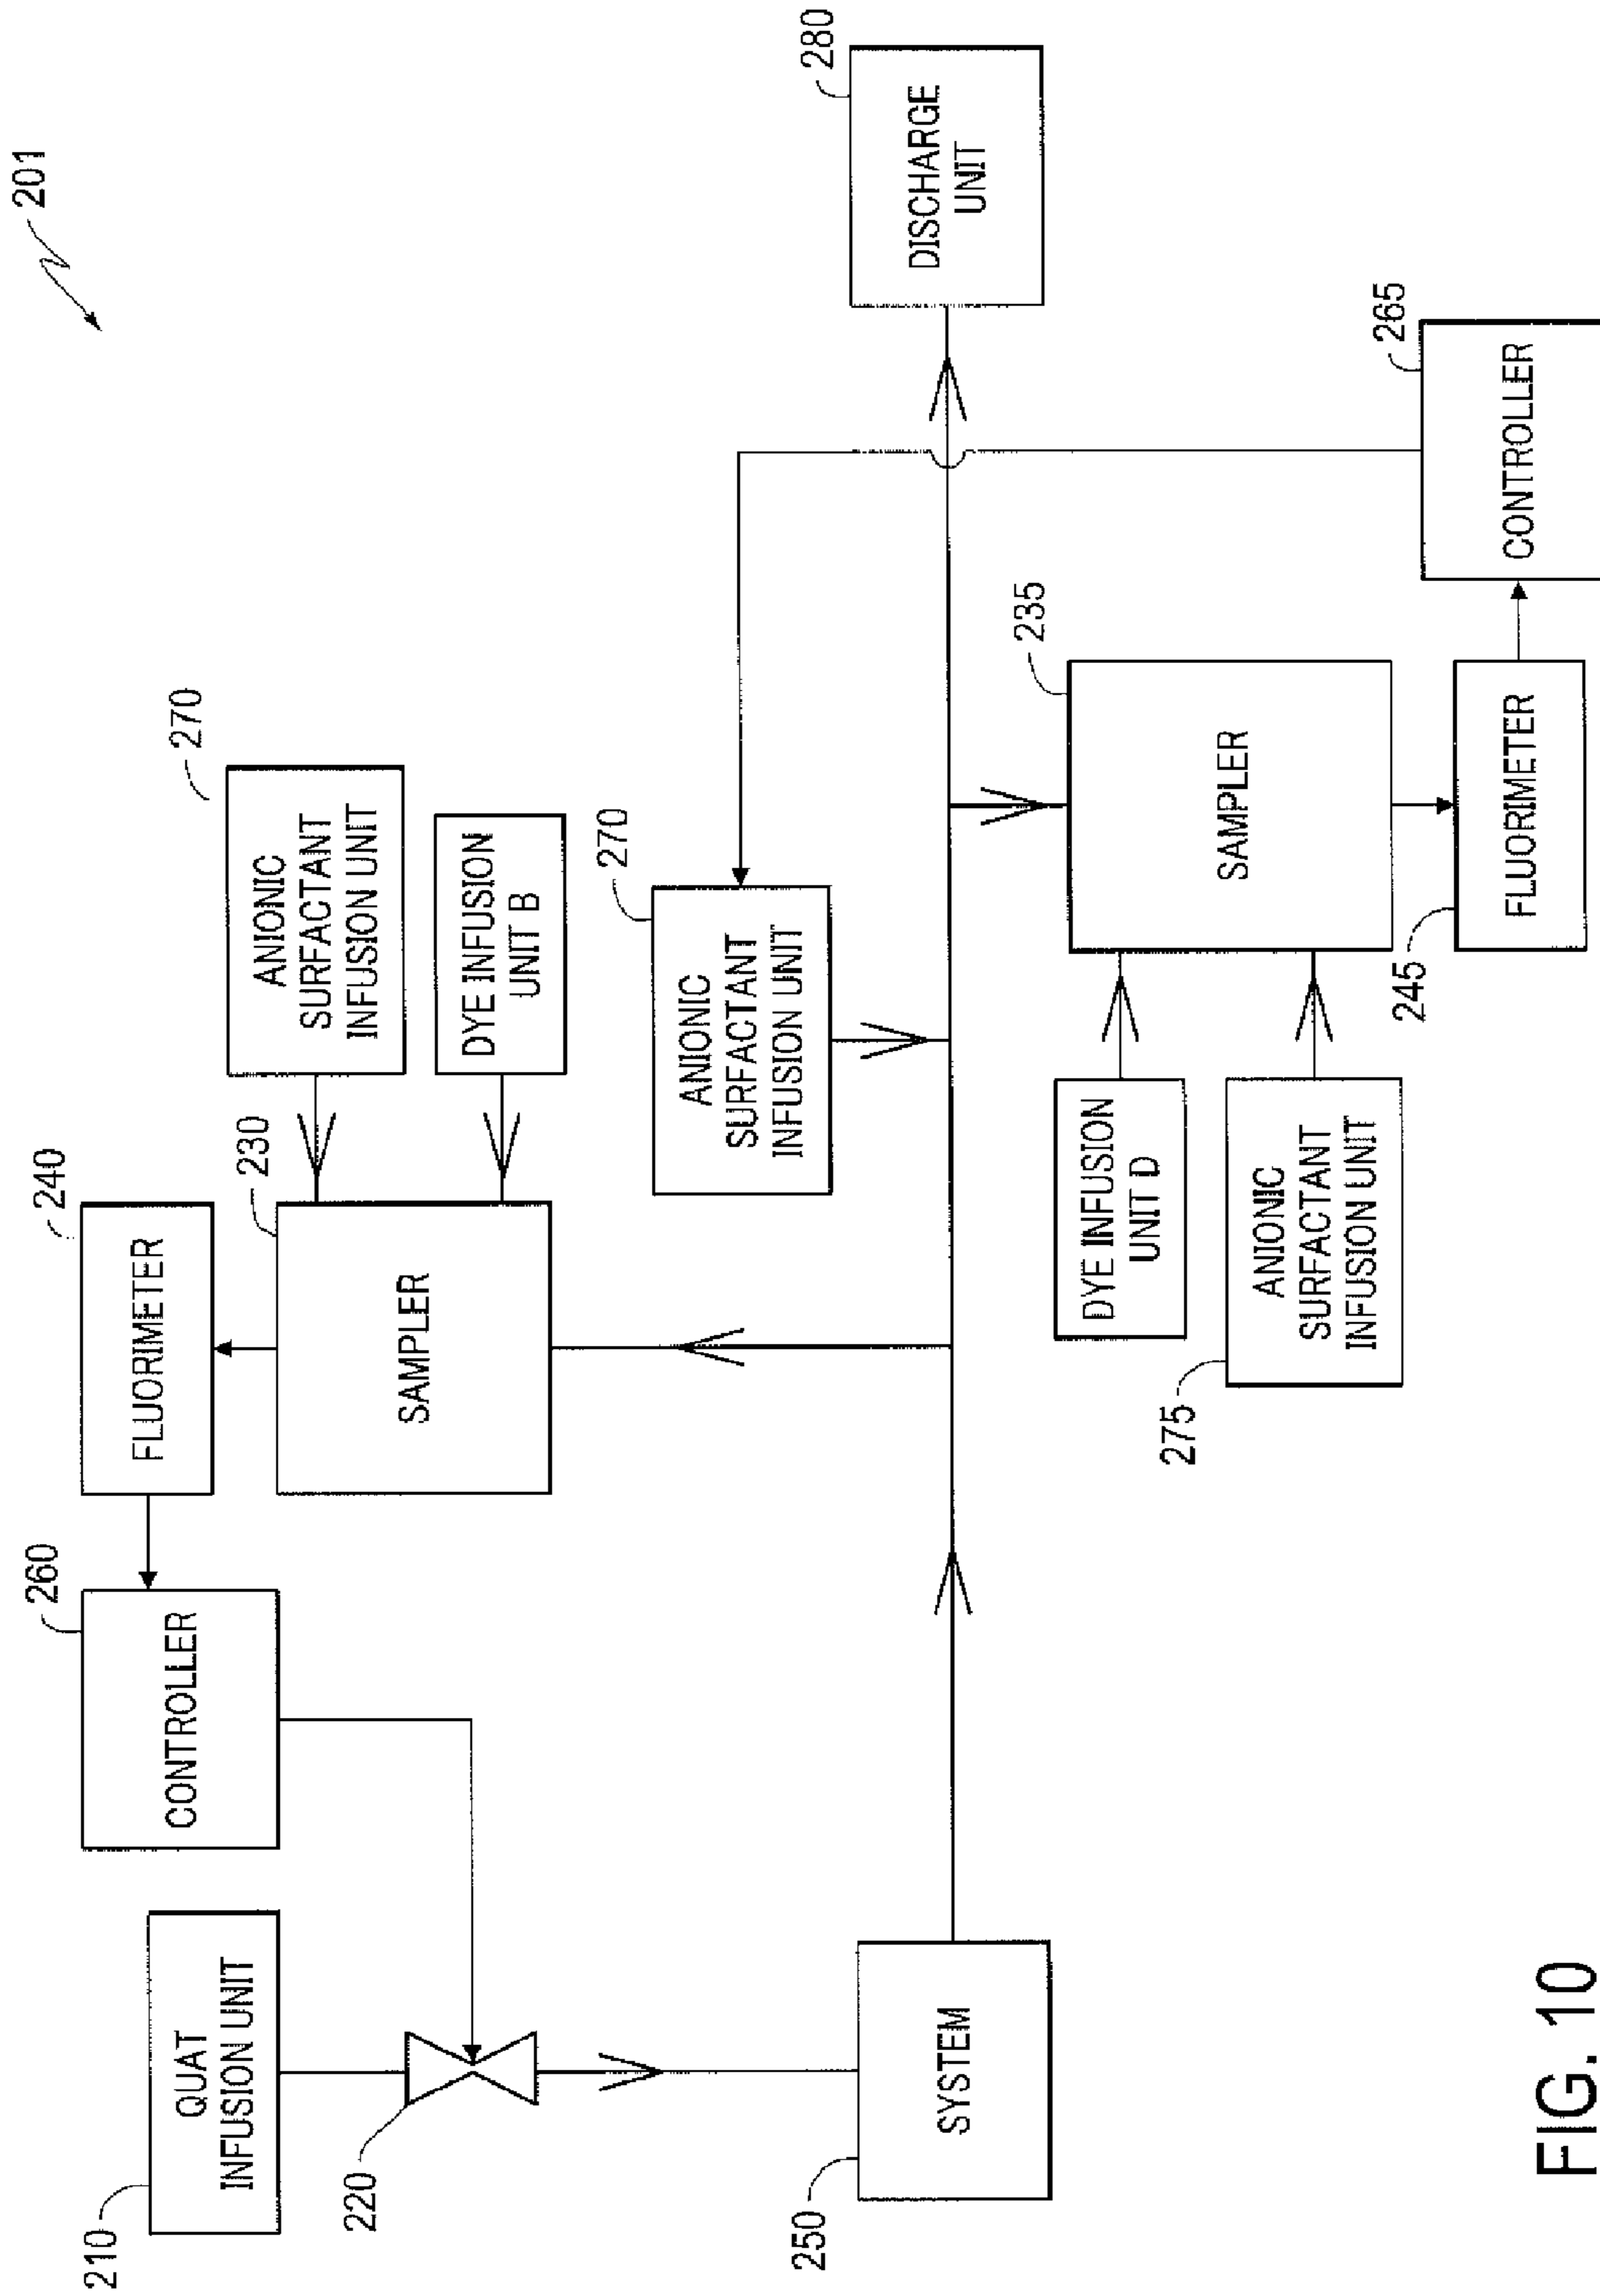 201
210
QUAT
INFUSION UNIT
220
260
CONTROLLER
240
FLUORIMETER
230
SAMPLER
270
ANIONIC
SURFACTANT
INFUSION UNIT
DYE INFUSION
UNIT B
250
SYSTEM
270
ANIONIC
SURFACTANT
INFUSION UNIT
280
DISCHARGE
UNIT
DYE INFUSION
UNIT D
275
ANIONIC
SURFACTANT
INFUSION UNIT
235
SAMPLER
245
FLUORIMETER
265
CONTROLLER
FIG. 10